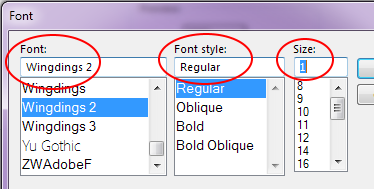 Font
Font: Font style: Size:
Wingdings 2 Regular 1
Wingdings Regular 8
Wingdings 2 Oblique 9
Wingdings 3 Bold 10
Yu Gothic Bold Oblique 11
ZWAdobeF 12
14
16